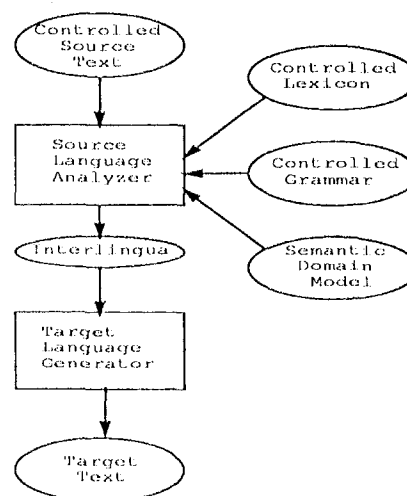 Controlled
Source
Text
Controlled
Lexicon
Source
Language
Analyzer
Controlled
Grammar
Interlingua
Semantic
Domain
Model
Target
Language
Generator
Target
Text